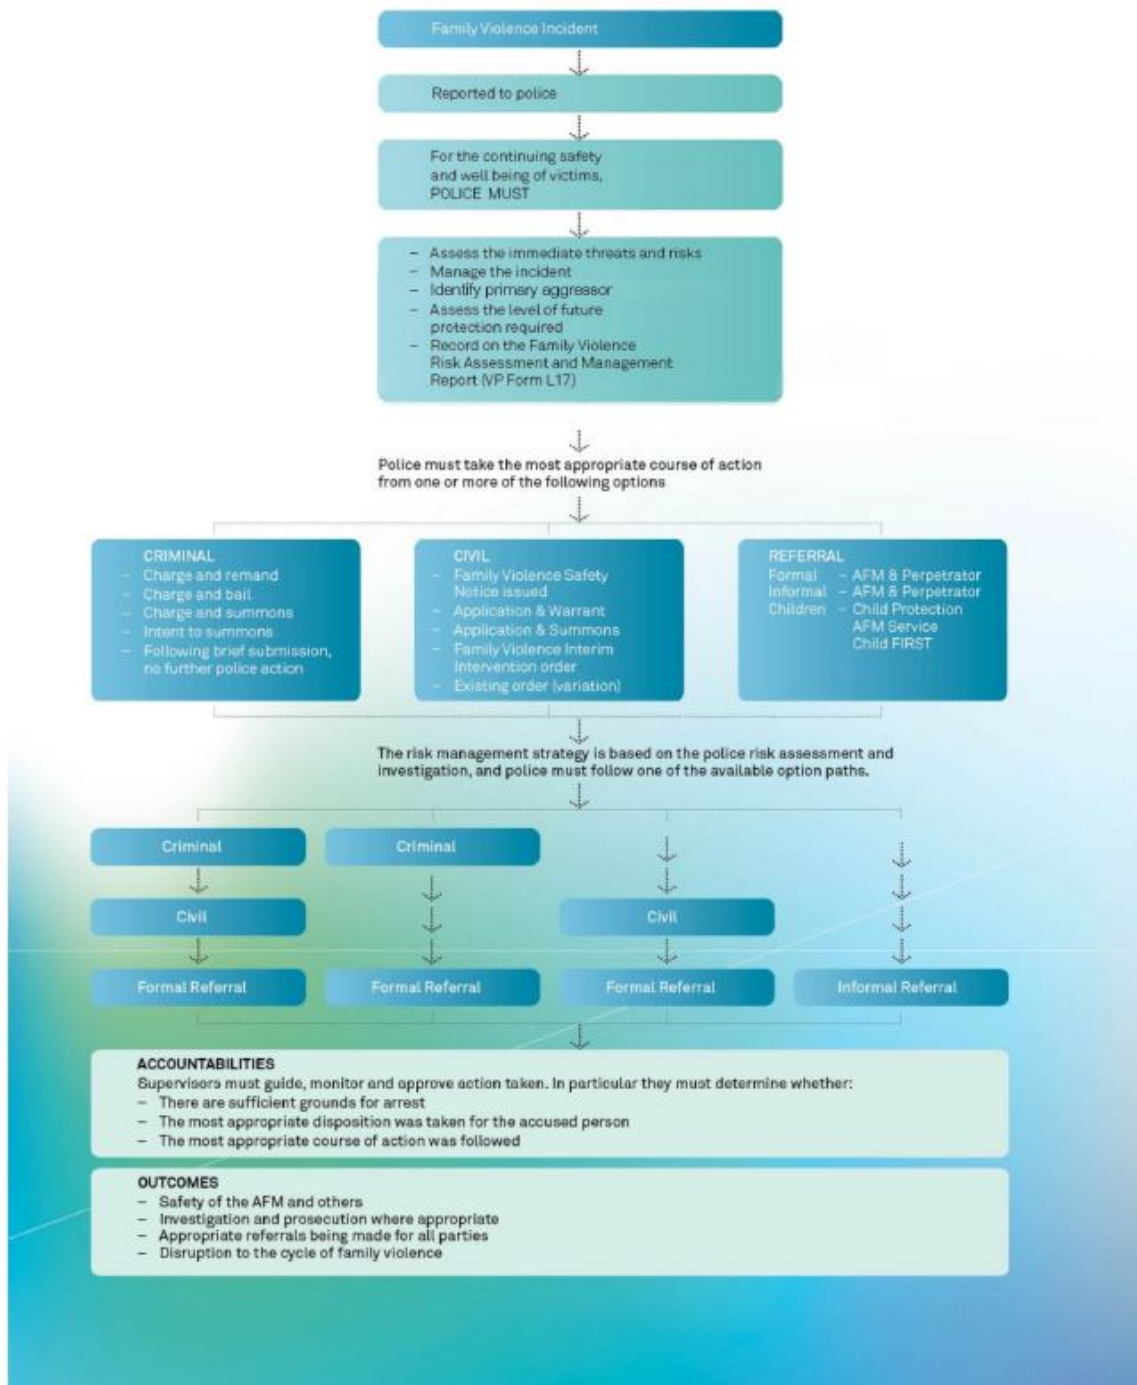 Family Violence Incident
Reported to police
For the continuing safety
and well being of victims,
POLICE MUST
– Assess the immediate threats and risks
– Manage the incident
– Identify primary aggressor
– Assess the level of future
protection required
– Record on the Family Violence
Risk Assessment and Management
Report (VP Form L17)
Police must take the most appropriate course of action
from one or more of the following options
CRIMINAL
– Charge and remand
– Charge and bail
– Charge and summons
– Intent to summons
– Following brief submission,
no further police action
CIVIL
– Family Violence Safety
Notice issued
– Application & Warrant
– Application & Summons
– Family Violence Interim
Intervention order
– Existing order (variation)
REFERRAL
Formal – AFM & Perpetrator
Informal – AFM & Perpetrator
Children – Child Protection
AFM Service
Child FIRST
The risk management strategy is based on the police risk assessment and
investigation, and police must follow one of the available option paths.
Criminal Criminal
Civil Civil
Formal Referral Formal Referral Formal Referral Informal Referral
ACCOUNTABILITIES
Supervisors must guide, monitor and approve action taken. In particular they must determine whether:
– There are sufficient grounds for arrest
– The most appropriate disposition was taken for the accused person
– The most appropriate course of action was followed
OUTCOMES
– Safety of the AFM and others
– Investigation and prosecution where appropriate
– Appropriate referrals being made for all parties
– Disruption to the cycle of family violence